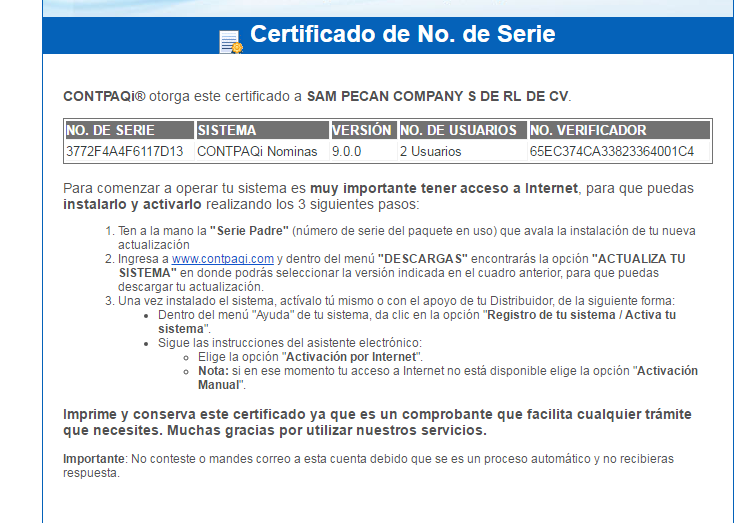 Certificado de No. de Serie
CONTPAQi® otorga este certificado a SAM PECAN COMPANY S DE RL DE CV.
NO. DE SERIE SISTEMA VERSIÓN NO. DE USUARIOS NO. VERIFICADOR
3772F4A4F6117D13 CONTPAQi Nominas 9.0.0 2 Usuarios 65EC374CA33823364001C4
Para comenzar a operar tu sistema es muy importante tener acceso a Internet, para que puedas
instalarlo y activarlo realizando los 3 siguientes pasos:
1. Ten a la mano la "Serie Padre" (número de serie del paquete en uso) que avala la instalación de tu nueva
actualización
2. Ingresa a www.contpaqi.com y dentro del menú "DESCARGAS" encontrarás la opción "ACTUALIZA TU
SISTEMA" en donde podrás seleccionar la versión indicada en el cuadro anterior, para que puedas
descargar tu actualización.
3. Una vez instalado el sistema, actívalo tú mismo o con el apoyo de tu Distribuidor, de la siguiente forma:
• Dentro del menú "Ayuda" de tu sistema, da clic en la opción "Registro de tu sistema / Activa tu
sistema".
• Sigue las instrucciones del asistente electrónico:
○ Elige la opción "Activación por Internet".
○ Nota: si en ese momento tu acceso a Internet no está disponible elige la opción "Activación
Manual".
Imprime y conserva este certificado ya que es un comprobante que facilita cualquier trámite
que necesites. Muchas gracias por utilizar nuestros servicios.
Importante: No conteste o mandes correo a esta cuenta debido que se es un proceso automático y no recibieras
respuesta.